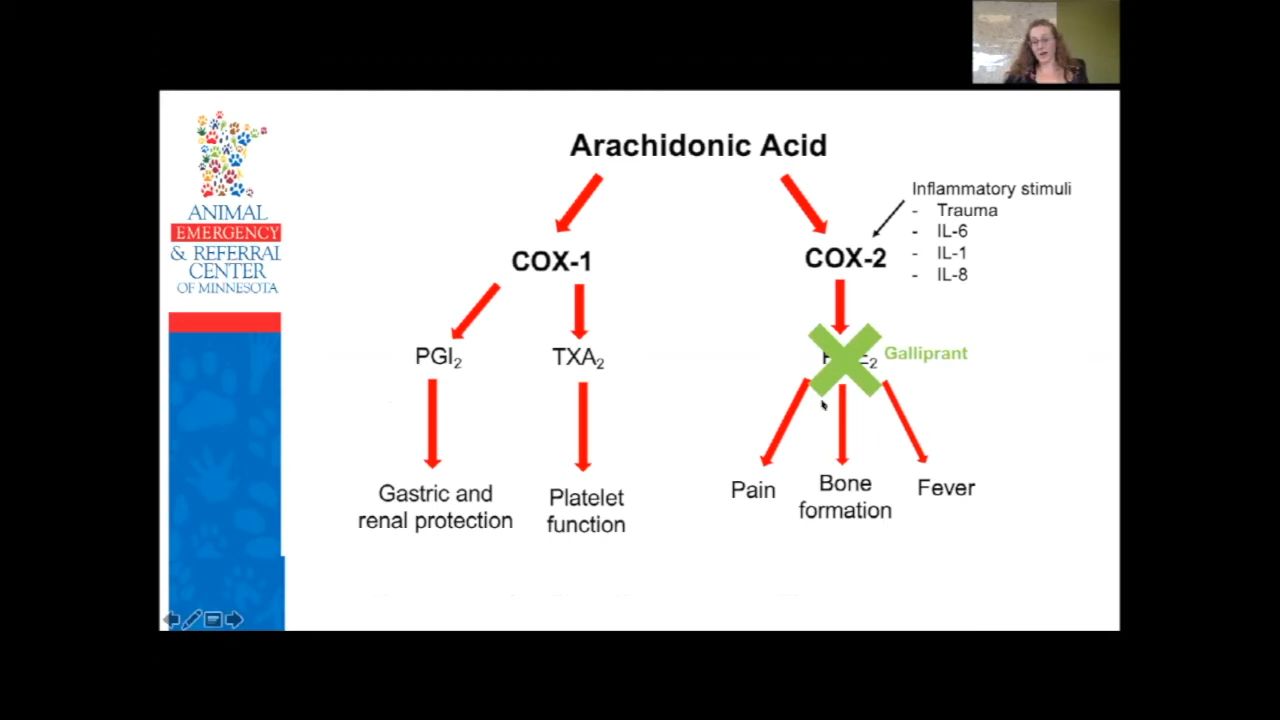 ANIMAL
EMERGENCY
& REFERRAL
CENTER
OF MINNESOTA
Arachidonic Acid
Inflammatory stimuli
- Trauma
- IL-6
- IL-1
- IL-8
COX-1
COX-2
PGI₂
TXA₂
Galliprant
Gastric and
renal protection
Platelet
function
Pain
Bone
formation
Fever